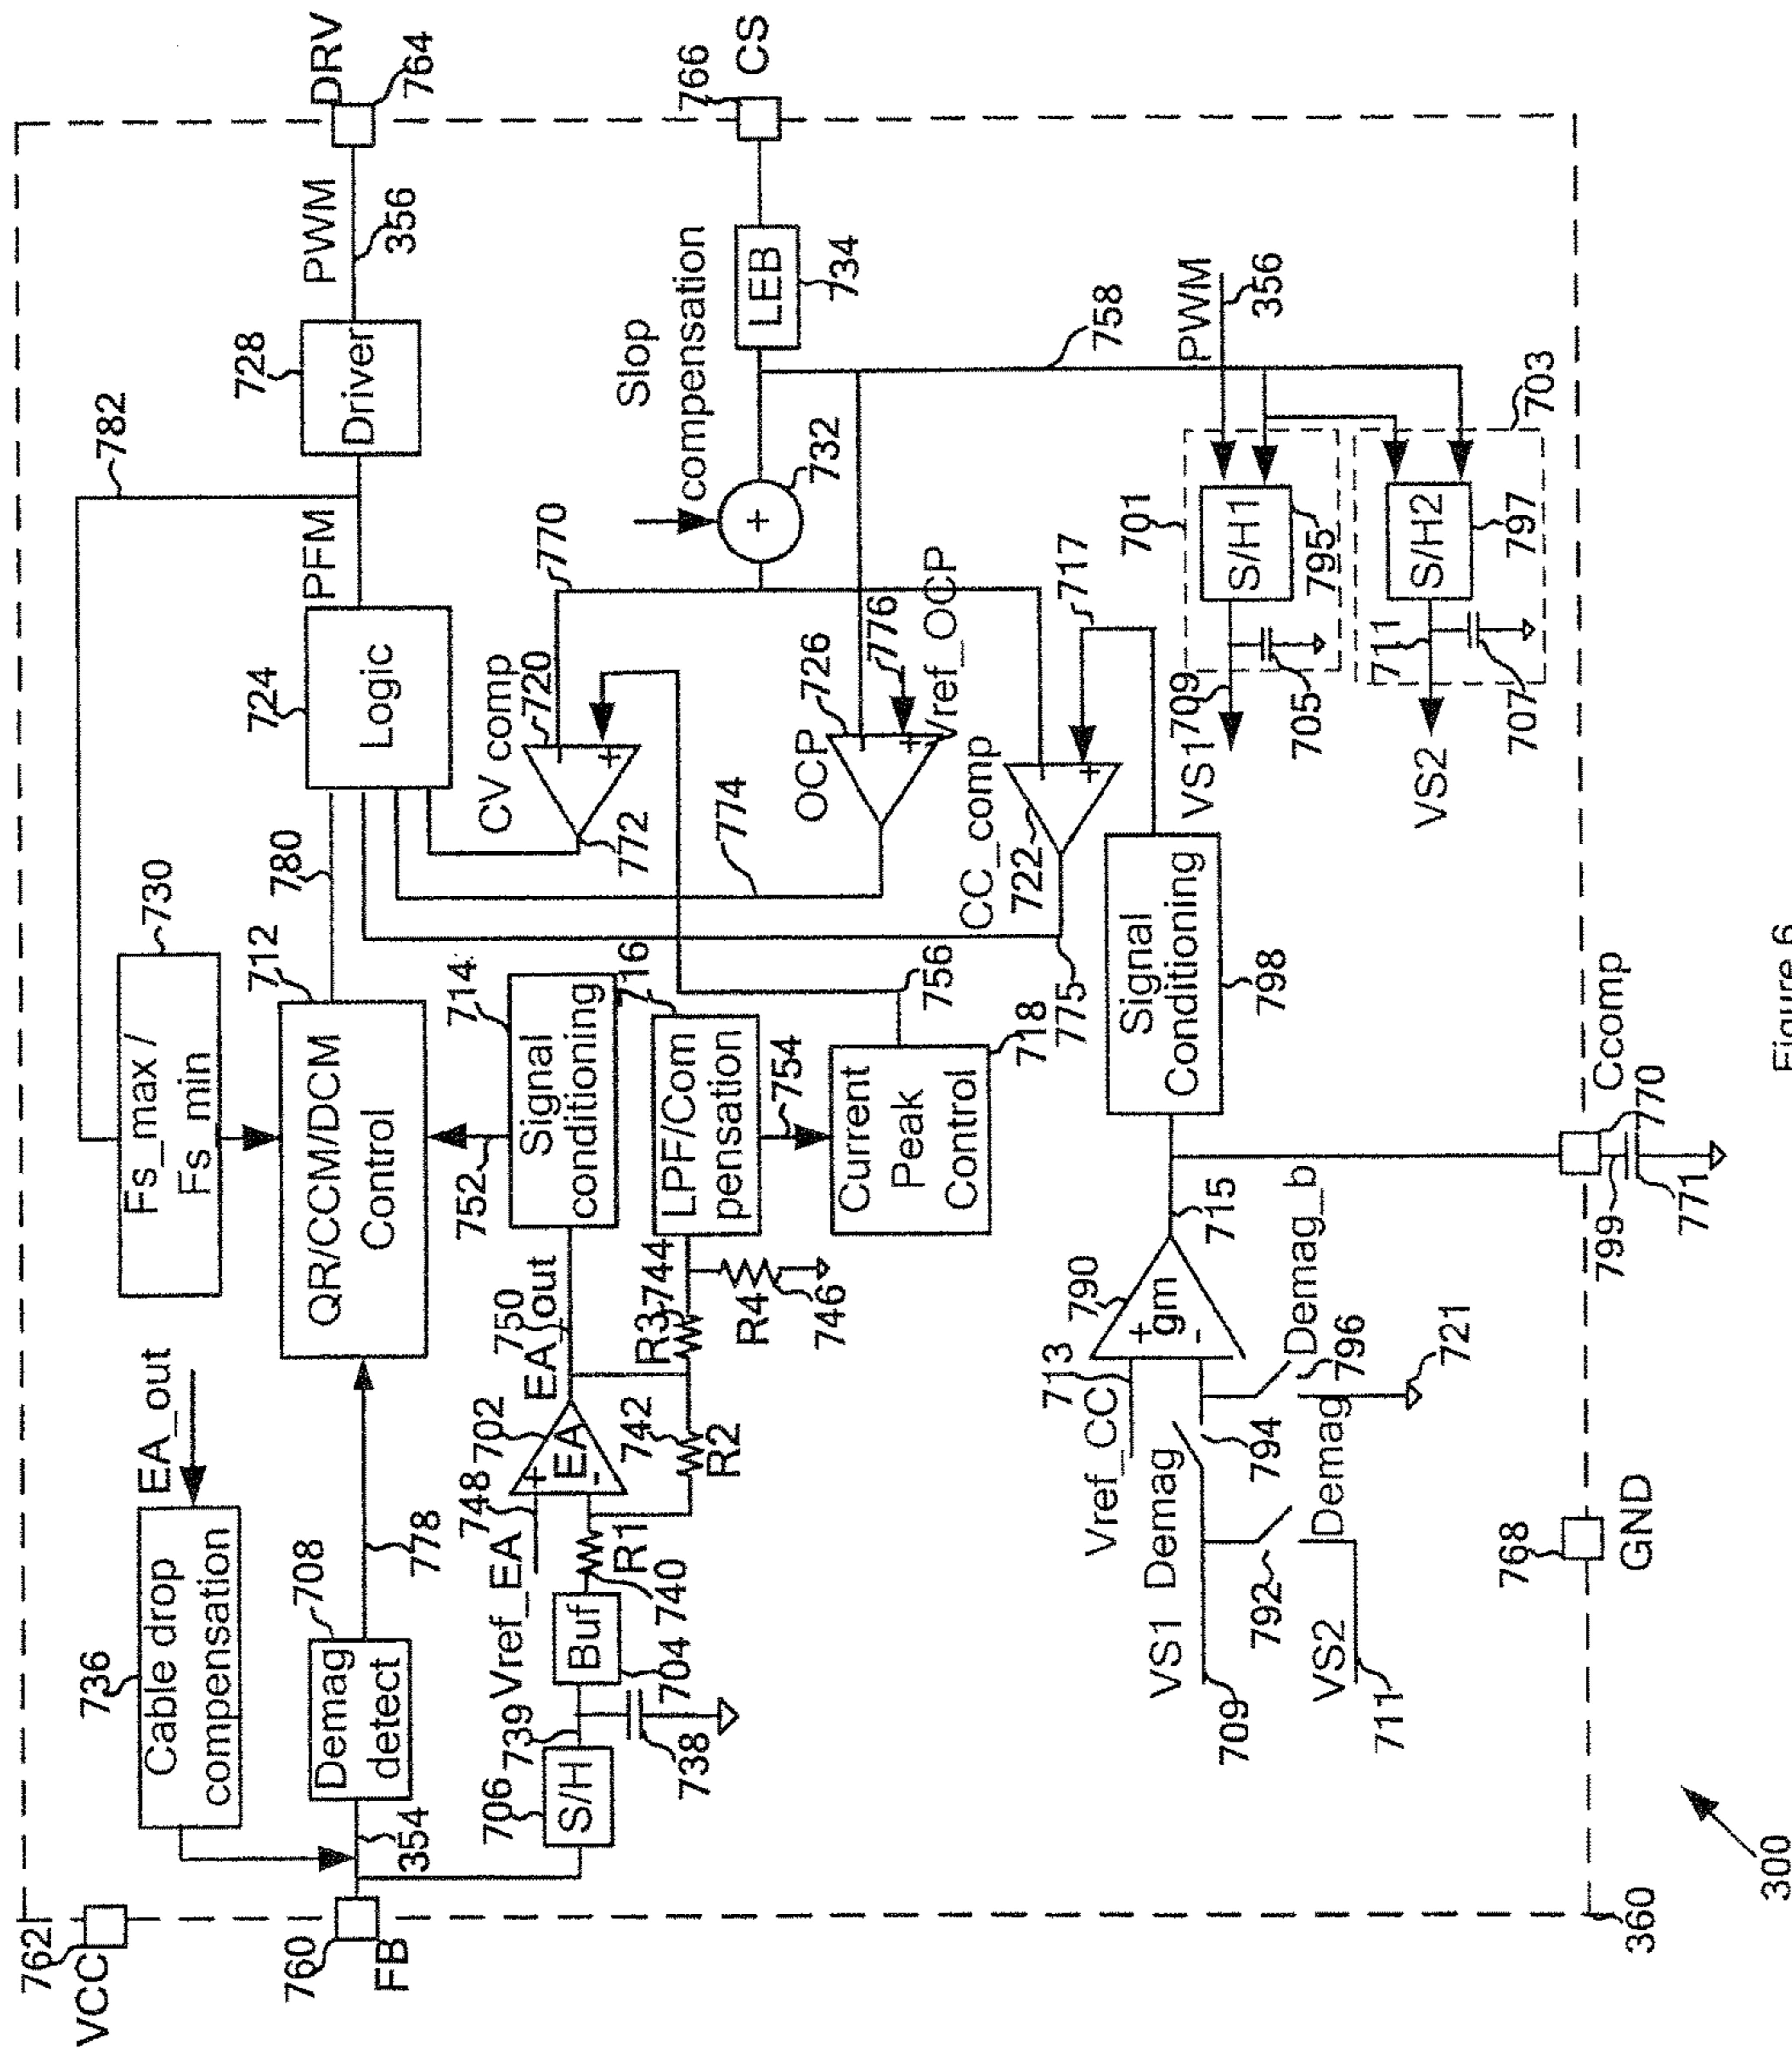 762
VCC
760
FB
736
Cable drop
compensation
EA_out
Fs_max /
Fs_min
730
782
354
Demag
detect
708
778
QR/CCM/DCM
Control
712
780
Logic
724
PFM
Driver
728
PWM
356
DRV
764
706
S/H
739
738
Buf
704
740
R1
Vref_EA
748
EA
+
-
702
742
R2
EA_out
750
R3
744
R4
746
752
Signal
conditioning
714
LPF/Com
pensation
716
754
Current
Peak
Control
718
756
CV comp
720
-
+
772
770
774
OCP
726
-
+
776
Vref_OCP
CC_comp
722
-
+
775
717
Slop
compensation
+
732
LEB
734
766
CS
758
PWM
356
701
S/H1
795
VS1
709
705
703
S/H2
797
VS2
711
707
Vref_CC
713
gm
+
-
790
715
Signal
Conditioning
798
VS1
709
Demag
794
792
Demag
VS2
711
Demag_b
796
721
768
GND
Ccomp
770
799
771
360
300
Figure 6